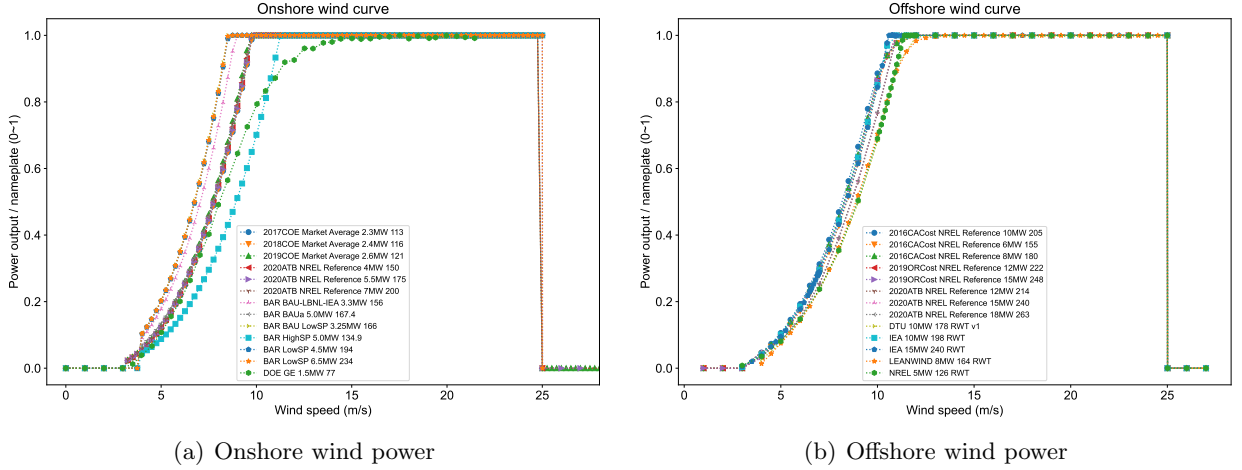 Onshore wind curve
Power output / nameplate (0~1)
1.0
0.8
0.6
0.4
0.2
0.0
2017COE Market Average 2.3MW 113
2018COE Market Average 2.4MW 116
2019COE Market Average 2.6MW 121
2020ATB NREL Reference 4MW 150
2020ATB NREL Reference 5.5MW 175
2020ATB NREL Reference 7MW 200
BAR BAU-LBNL-IEA 3.3MW 156
BAR BAUa 5.0MW 167.4
BAR BAU LowSP 3.25MW 166
BAR HighSP 5.0MW 134.9
BAR LowSP 4.5MW 194
BAR LowSP 6.5MW 234
DOE GE 1.5MW 77
0 5 10 15 20 25
Wind speed (m/s)
(a) Onshore wind power
Offshore wind curve
Power output / nameplate (0~1)
1.0
0.8
0.6
0.4
0.2
0.0
2016CACost NREL Reference 10MW 205
2016CACost NREL Reference 6MW 155
2016CACost NREL Reference 8MW 180
2019ORCost NREL Reference 12MW 222
2019ORCost NREL Reference 15MW 248
2020ATB NREL Reference 12MW 214
2020ATB NREL Reference 15MW 240
2020ATB NREL Reference 18MW 263
DTU 10MW 178 RWT v1
IEA 10MW 198 RWT
IEA 15MW 240 RWT
LEANWIND 8MW 164 RWT
NREL 5MW 126 RWT
0 5 10 15 20 25
Wind speed (m/s)
(b) Offshore wind power